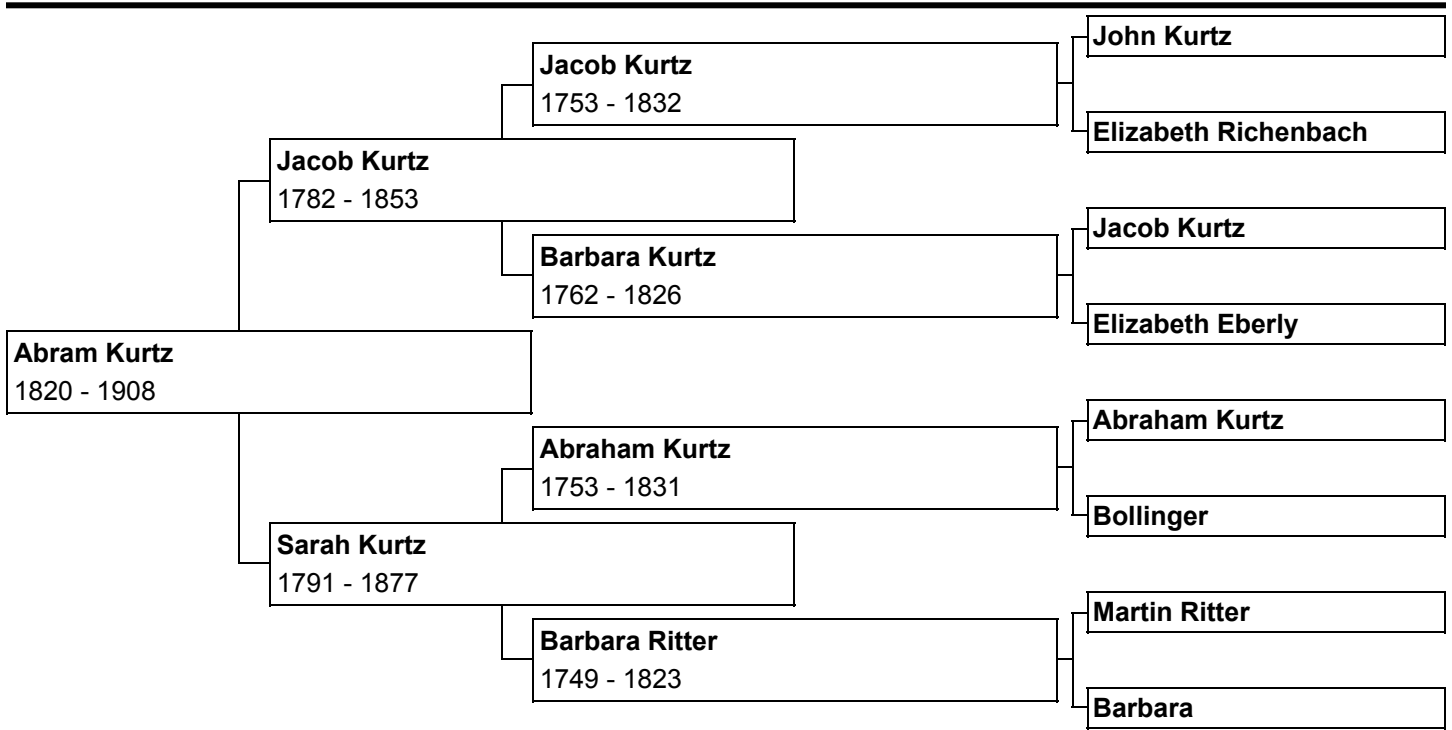 John Kurtz
Jacob Kurtz
1753 - 1832
Elizabeth Richenbach
Jacob Kurtz
1782 - 1853
Jacob Kurtz
Barbara Kurtz
1762 - 1826
Elizabeth Eberly
Abram Kurtz
1820 - 1908
Abraham Kurtz
Abraham Kurtz
1753 - 1831
Bollinger
Sarah Kurtz
1791 - 1877
Martin Ritter
Barbara Ritter
1749 - 1823
Barbara